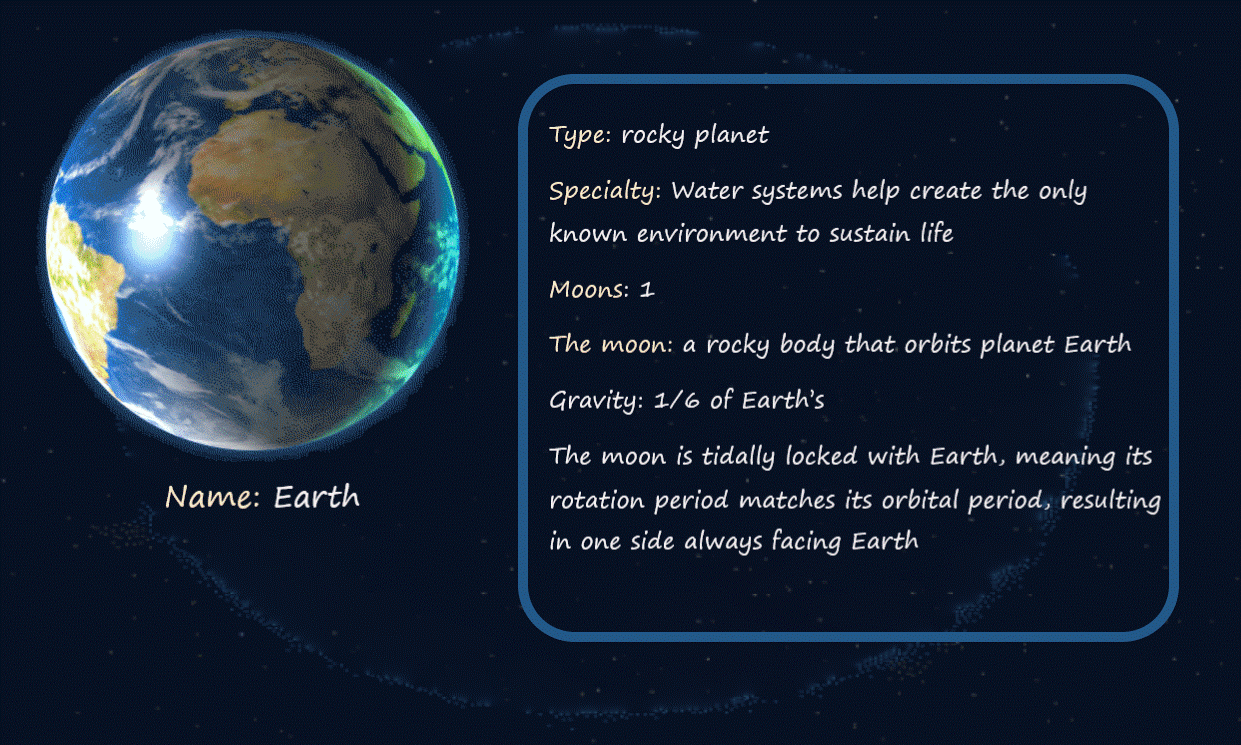 Type: rocky planet
Specialty: Water systems help create the only
known environment to sustain life
Moons: 1
The moon: a rocky body that orbits planet Earth
Gravity: 1/6 of Earth’s
The moon is tidally locked with Earth, meaning its
rotation period matches its orbital period, resulting
in one side always facing Earth
Name: Earth